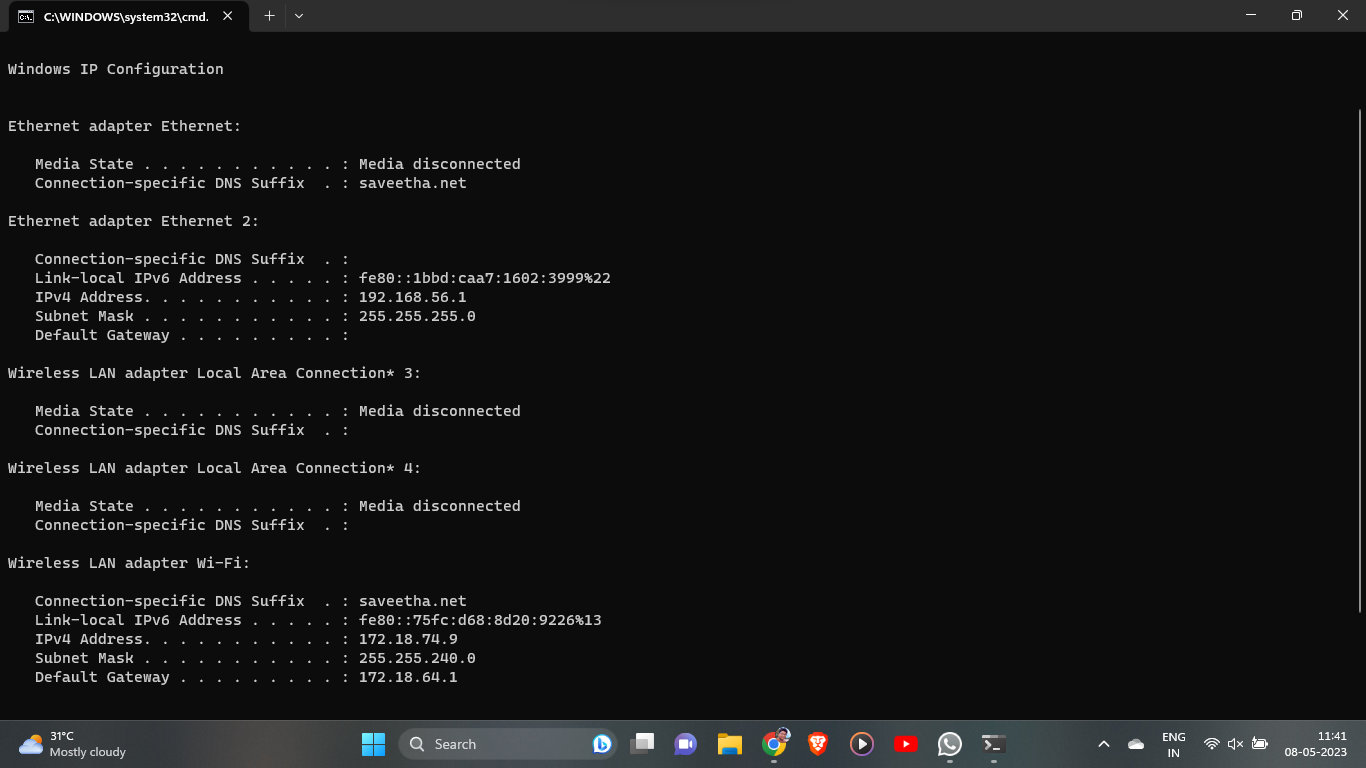 C:\WINDOWS\system32\cmd.
Windows IP Configuration
Ethernet adapter Ethernet:
Media State . . . . . . . . . . . : Media disconnected
Connection-specific DNS Suffix  . : saveetha.net
Ethernet adapter Ethernet 2:
Connection-specific DNS Suffix  . :
Link-local IPv6 Address . . . . . : fe80::1bbd:caa7:1602:3999%22
IPv4 Address. . . . . . . . . . . : 192.168.56.1
Subnet Mask . . . . . . . . . . . : 255.255.255.0
Default Gateway . . . . . . . . . :
Wireless LAN adapter Local Area Connection* 3:
Media State . . . . . . . . . . . : Media disconnected
Connection-specific DNS Suffix  . :
Wireless LAN adapter Local Area Connection* 4:
Media State . . . . . . . . . . . : Media disconnected
Connection-specific DNS Suffix  . :
Wireless LAN adapter Wi-Fi:
Connection-specific DNS Suffix  . : saveetha.net
Link-local IPv6 Address . . . . . : fe80::75fc:d68:8d20:9226%13
IPv4 Address. . . . . . . . . . . : 172.18.74.9
Subnet Mask . . . . . . . . . . . : 255.255.240.0
Default Gateway . . . . . . . . . : 172.18.64.1
31°C
Mostly cloudy
Search
ENG
IN
11:41
08-05-2023